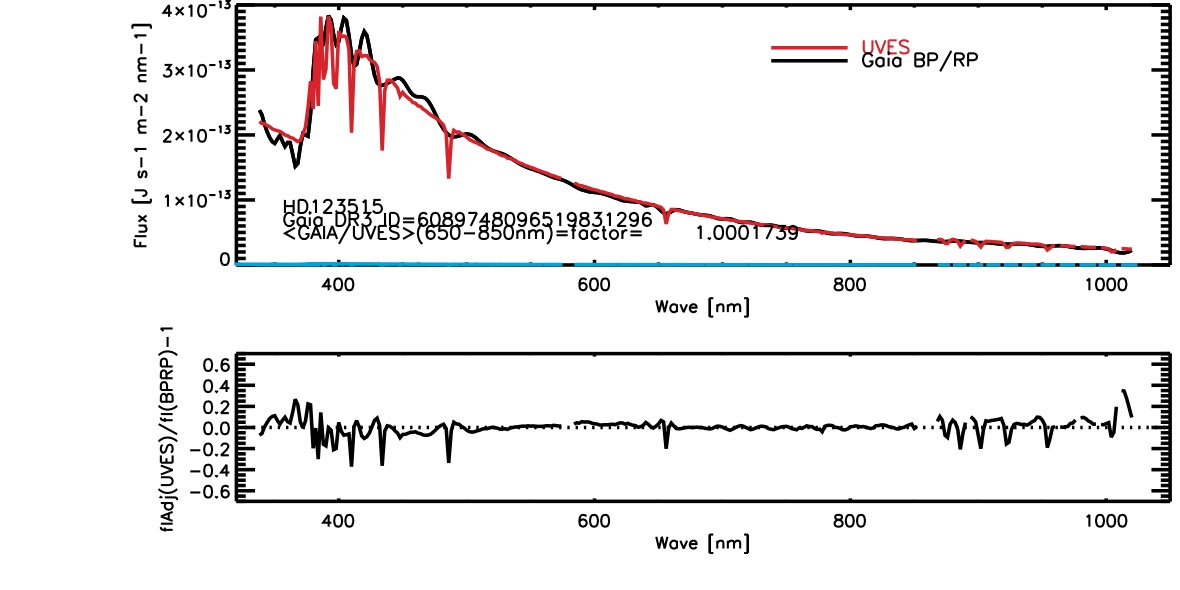 4×10−13
3×10−13
2×10−13
1×10−13
0
Flux [J s−1 m−2 nm−1]
UVES
Gaia BP/RP
HD123515
Gaia DR3 ID=6089748096519831296
<GAIA/UVES>(650−850nm)=factor= 1.0001739
400 600 800 1000
Wave [nm]
0.6
0.4
0.2
0.0
−0.2
−0.4
−0.6
flAdj(UVES)/fl(BPRP)−1
400 600 800 1000
Wave [nm]